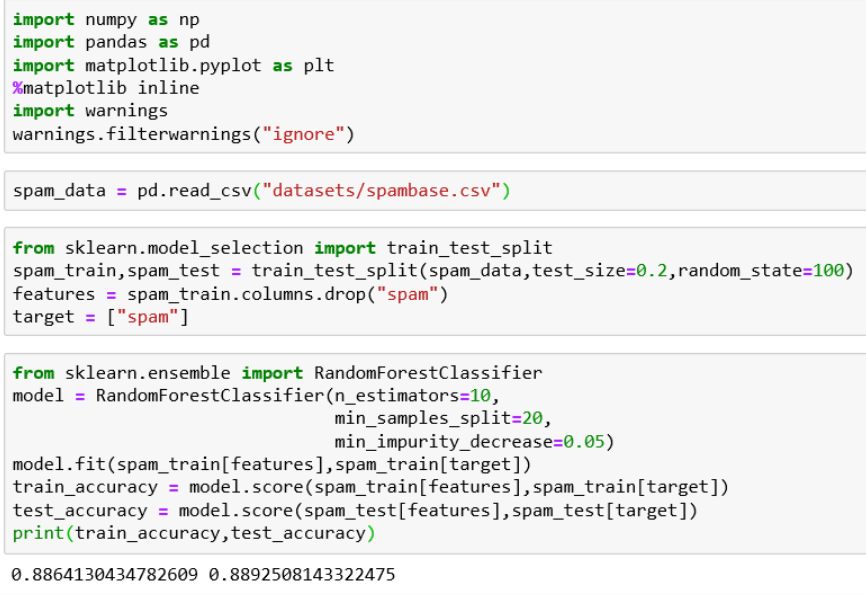 import numpy as np
import pandas as pd
import matplotlib.pyplot as plt
%matplotlib inline
import warnings
warnings.filterwarnings("ignore")
spam_data = pd.read_csv("datasets/spambase.csv")
from sklearn.model_selection import train_test_split
spam_train,spam_test = train_test_split(spam_data,test_size=0.2,random_state=100)
features = spam_train.columns.drop("spam")
target = ["spam"]
from sklearn.ensemble import RandomForestClassifier
model = RandomForestClassifier(n_estimators=10,
                               min_samples_split=20,
                               min_impurity_decrease=0.05)
model.fit(spam_train[features],spam_train[target])
train_accuracy = model.score(spam_train[features],spam_train[target])
test_accuracy = model.score(spam_test[features],spam_test[target])
print(train_accuracy,test_accuracy)
0.8864130434782609 0.8892508143322475